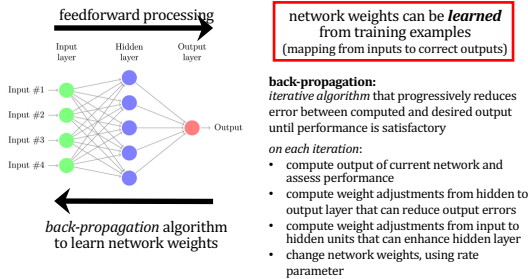 feedforward processing
Input
layer
Hidden
layer
Output
layer
Input #1
Input #2
Input #3
Input #4
Output
back-propagation algorithm
to learn network weights
network weights can be learned
from training examples
(mapping from inputs to correct outputs)
back-propagation:
iterative algorithm that progressively reduces
error between computed and desired output
until performance is satisfactory
on each iteration:
• compute output of current network and
assess performance
• compute weight adjustments from hidden to
output layer that can reduce output errors
• compute weight adjustments from input to
hidden units that can enhance hidden layer
• change network weights, using rate
parameter